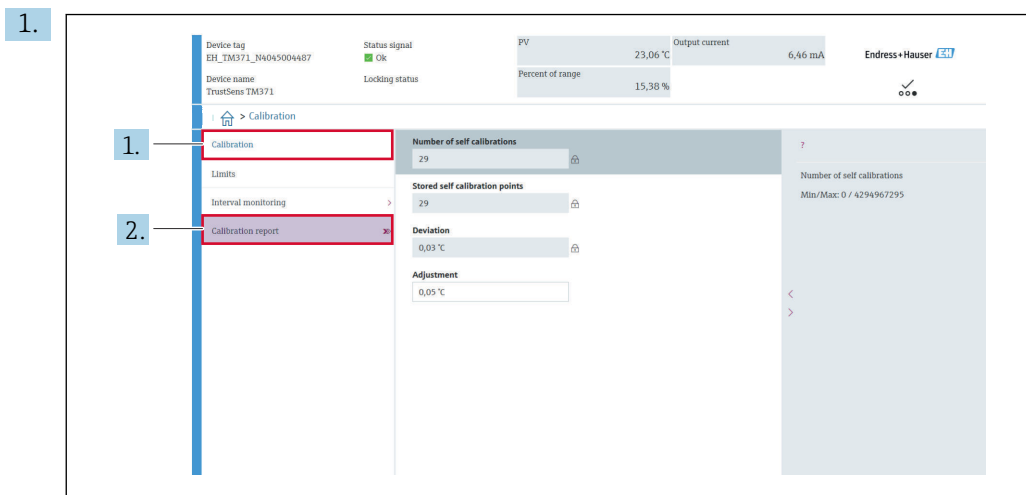 1.
Device tag
EH_TM371_N4045004487
Status signal
Ok
PV
23,06 °C
Output current
6,46 mA
Endress+Hauser EH
Device name
TrustSens TM371
Locking status
Percent of range
15,38 %
> Calibration
1.
Calibration
Limits
Interval monitoring >
2.
Calibration report
Number of self calibrations
29
Stored self calibration points
29
Deviation
0,03 °C
Adjustment
0,05 °C
?
Number of self calibrations
Min/Max: 0 / 4294967295
<
>